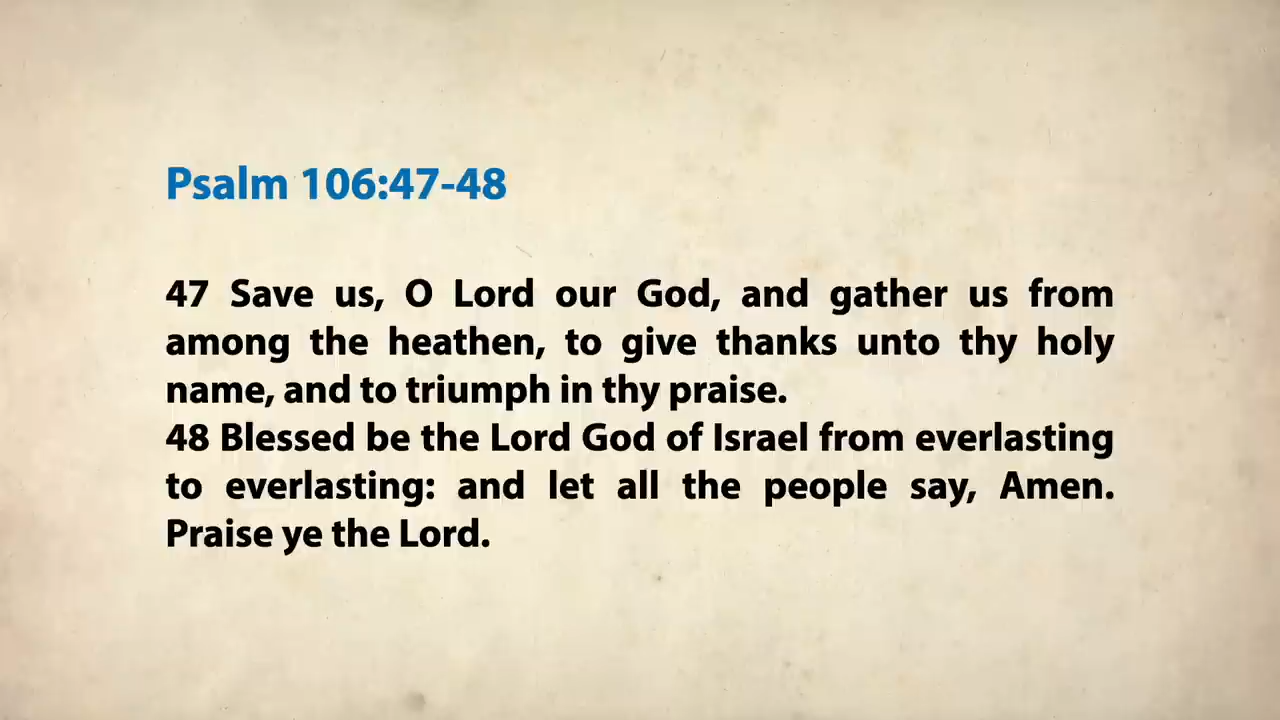 Psalm 106:47-48
47 Save us, O Lord our God, and gather us from
among the heathen, to give thanks unto thy holy
name, and to triumph in thy praise.
48 Blessed be the Lord God of Israel from everlasting
to everlasting: and let all the people say, Amen.
Praise ye the Lord.